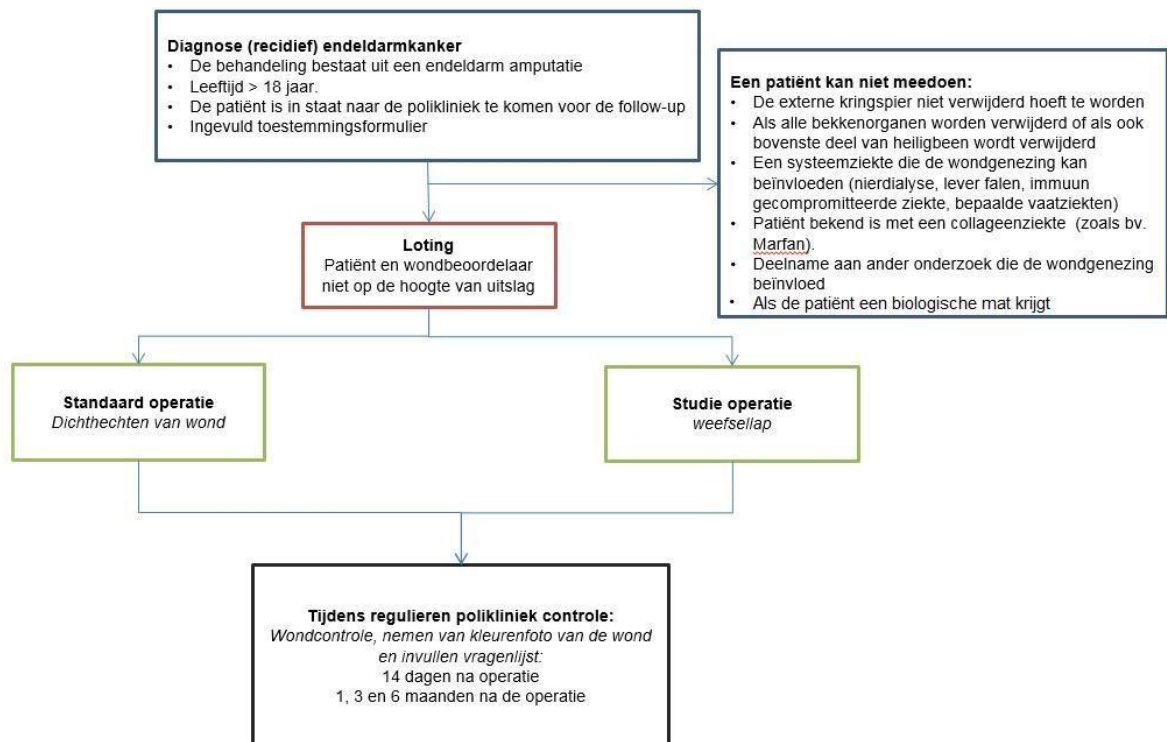 Diagnose (recidief) endeldarmkanker
• De behandeling bestaat uit een endeldarm amputatie
• Leeftijd > 18 jaar.
• De patiënt is in staat naar de polikliniek te komen voor de follow-up
• Ingevuld toestemmingsformulier
Een patiënt kan niet meedoen:
• De externe kringspier niet verwijderd hoeft te worden
• Als alle bekkenorganen worden verwijderd of als ook
bovenste deel van heiligbeen wordt verwijderd
• Een systeemziekte die de wondgenezing kan
beïnvloeden (nierdialyse, lever falen, immuun
gecompromitteerde ziekte, bepaalde vaatziekten)
• Patiënt bekend is met een collageenziekte (zoals bv.
Marfan).
• Deelname aan ander onderzoek die de wondgenezing
beïnvloed
• Als de patiënt een biologische mat krijgt
Loting
Patiënt en wondbeoordelaar
niet op de hoogte van uitslag
Standaard operatie
Dichthechten van wond
Studie operatie
weefsellap
Tijdens regulieren polikliniek controle:
Wondcontrole, nemen van kleurenfoto van de wond
en invullen vragenlijst:
14 dagen na operatie
1, 3 en 6 maanden na de operatie